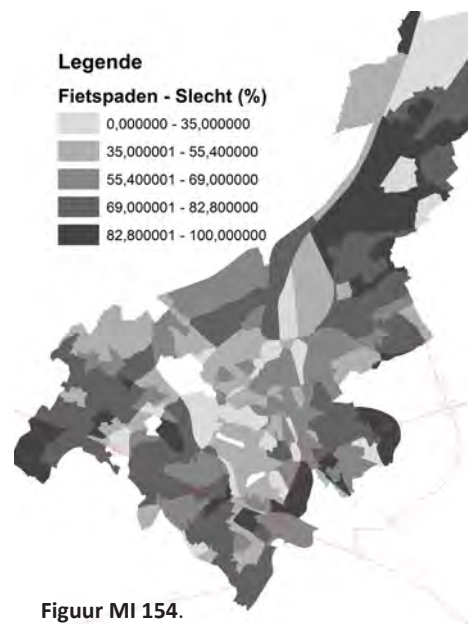 Legende
Fietspaden - Slecht (%)
0,000000 - 35,000000
35,000001 - 55,400000
55,400001 - 69,000000
69,000001 - 82,800000
82,800001 - 100,000000
Figuur MI 154.